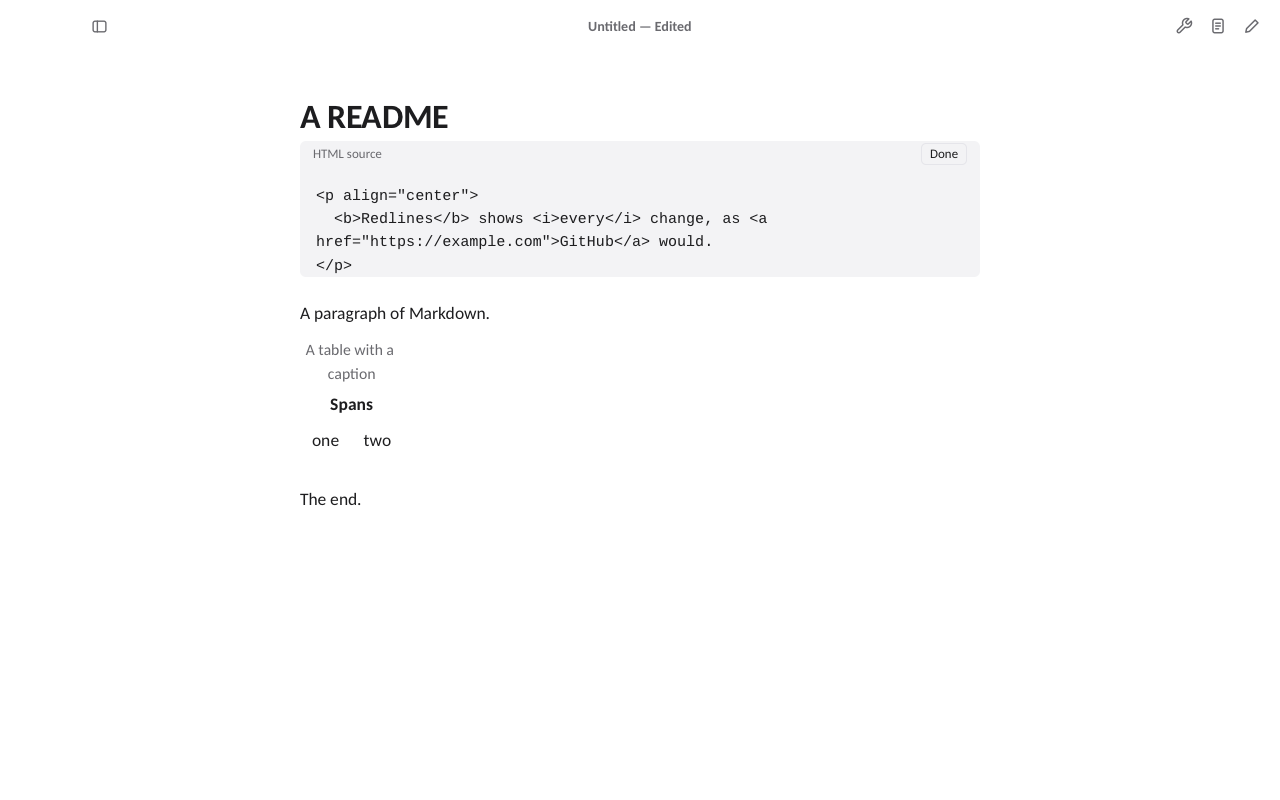 Untitled — Edited
A README
HTML source
Done
<p align="center">
  <b>Redlines</b> shows <i>every</i> change, as <a
href="https://example.com">GitHub</a> would.
</p>
A paragraph of Markdown.
A table with a
caption
Spans
one two
The end.